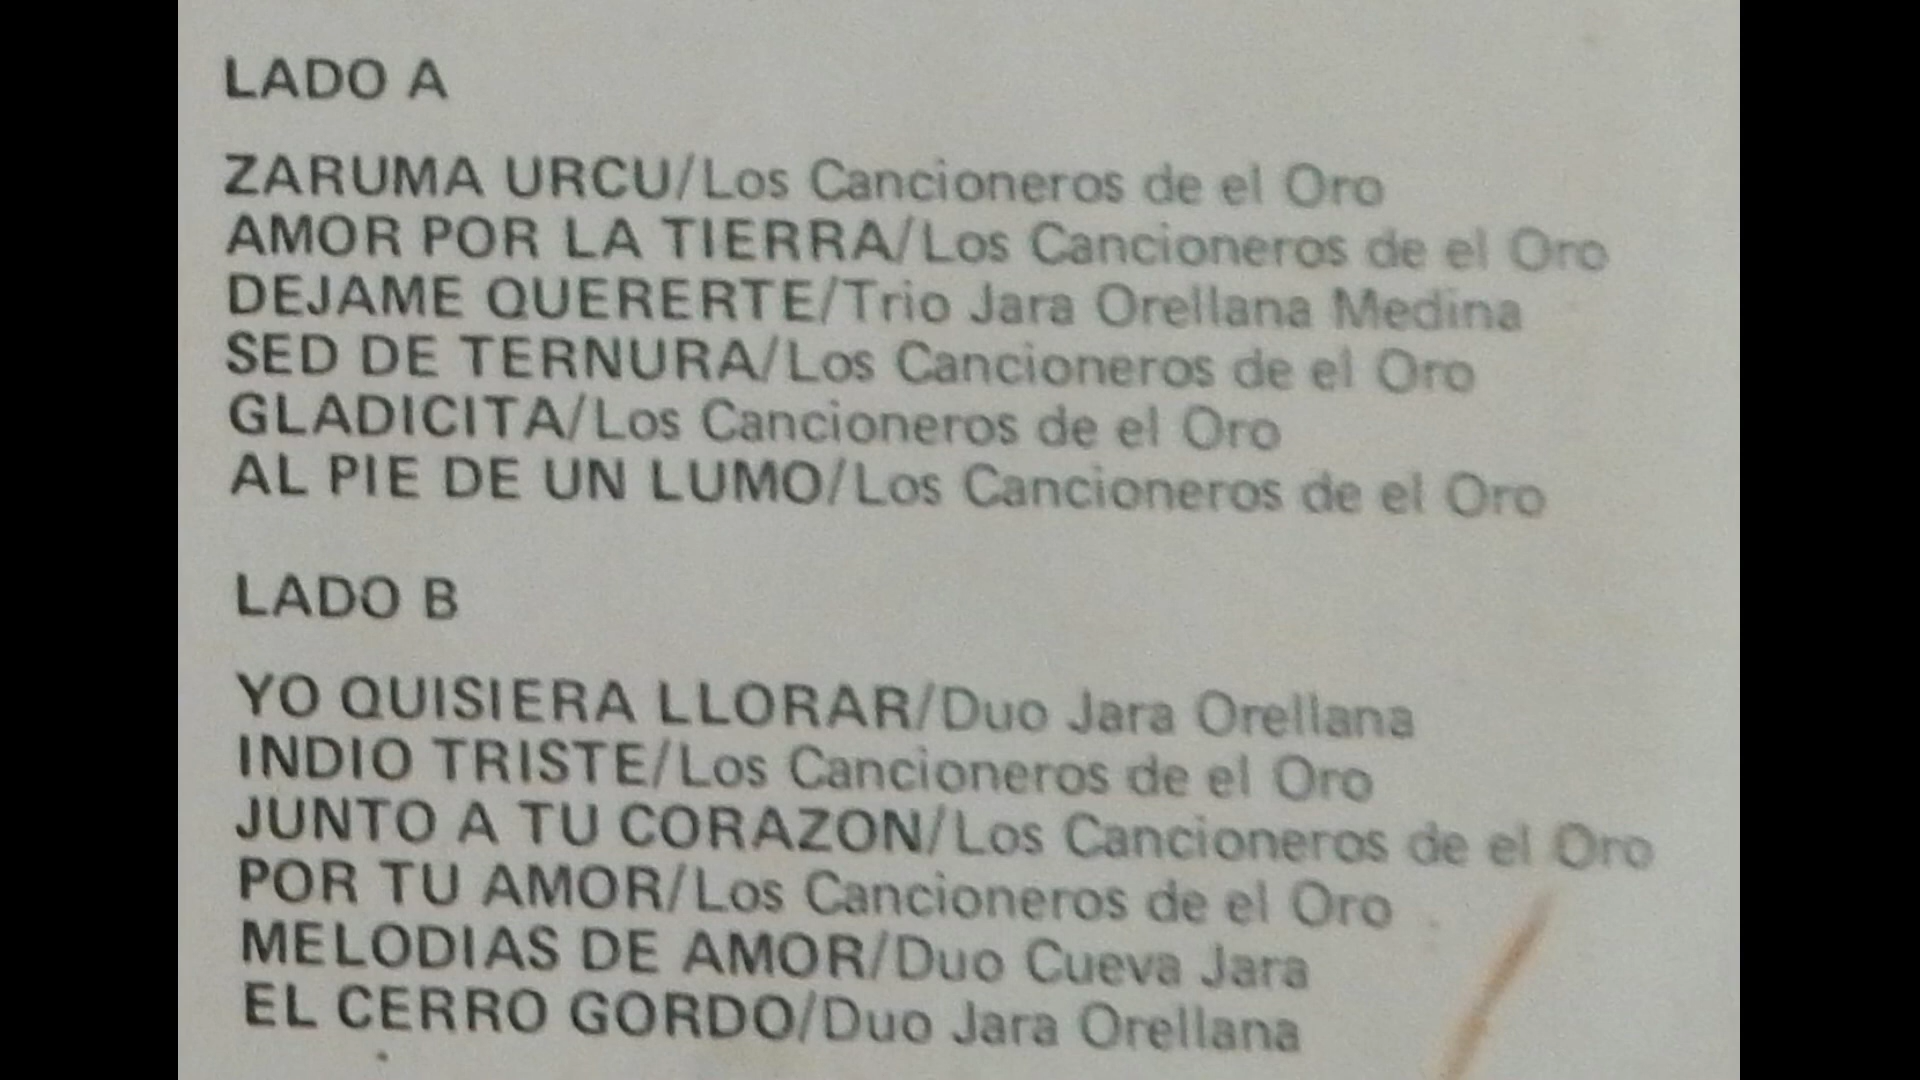 LADO A
ZARUMA URCU/Los Cancioneros de el Oro
AMOR POR LA TIERRA/Los Cancioneros de el Oro
DEJAME QUERERTE/Trio Jara Orellana Medina
SED DE TERNURA/Los Cancioneros de el Oro
GLADICITA/Los Cancioneros de el Oro
AL PIE DE UN LUMO/Los Cancioneros de el Oro
LADO B
YO QUISIERA LLORAR/Duo Jara Orellana
INDIO TRISTE/Los Cancioneros de el Oro
JUNTO A TU CORAZON/Los Cancioneros de el Oro
POR TU AMOR/Los Cancioneros de el Oro
MELODIAS DE AMOR/Duo Cueva Jara
EL CERRO GORDO/Duo Jara Orellana